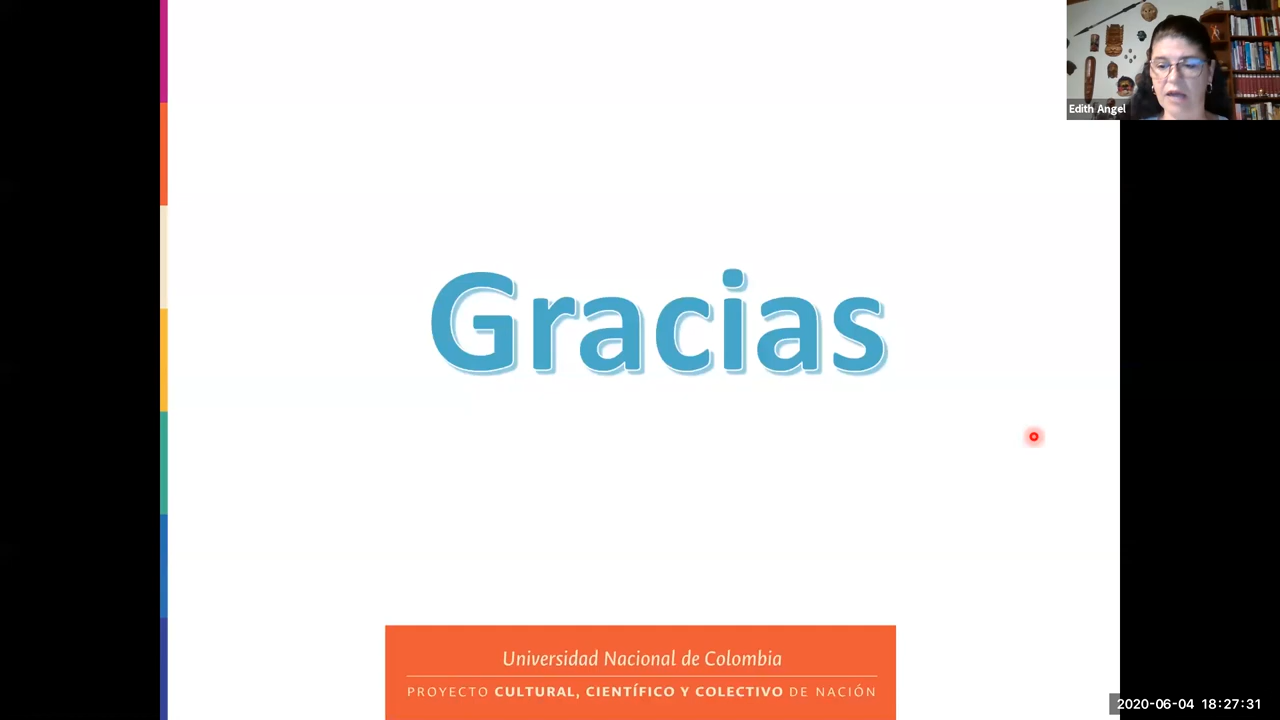 Edith Angel
Gracias
Universidad Nacional de Colombia
PROYECTO CULTURAL, CIENTÍFICO Y COLECTIVO DE NACIÓN
2020-06-04 18:27:31